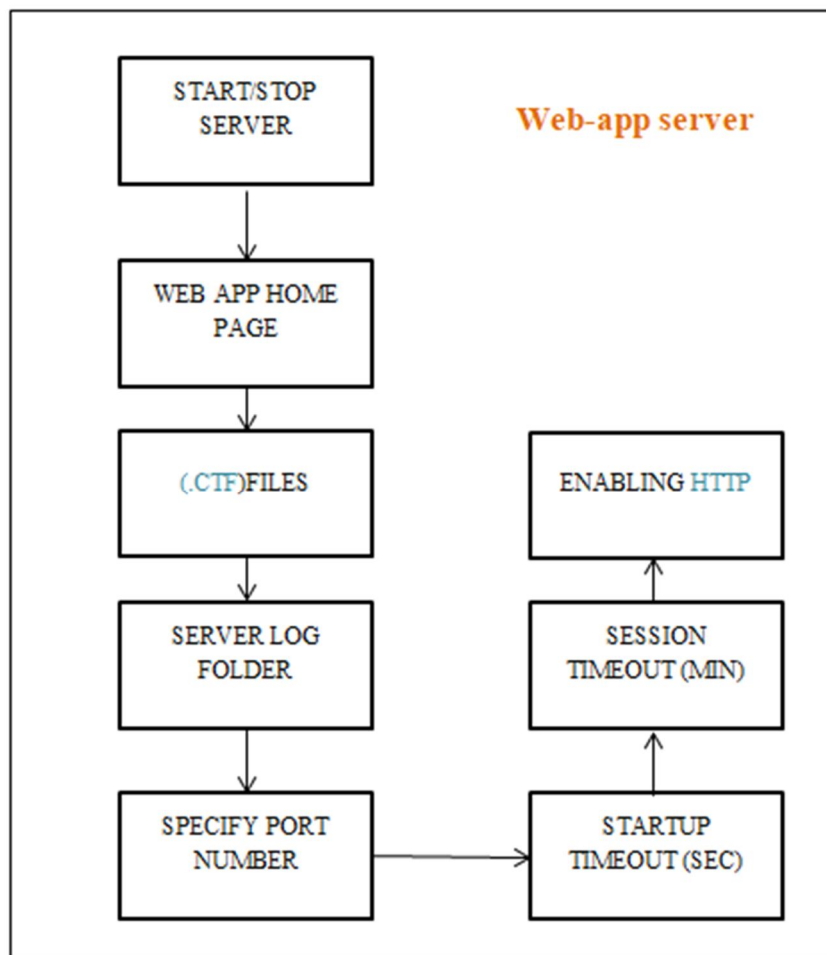 START/STOP
SERVER
Web-app server
WEB APP HOME
PAGE
(.CTF)FILES
SERVER LOG
FOLDER
SPECIFY PORT
NUMBER
STARTUP
TIMEOUT (SEC)
SESSION
TIMEOUT (MIN)
ENABLING HTTP